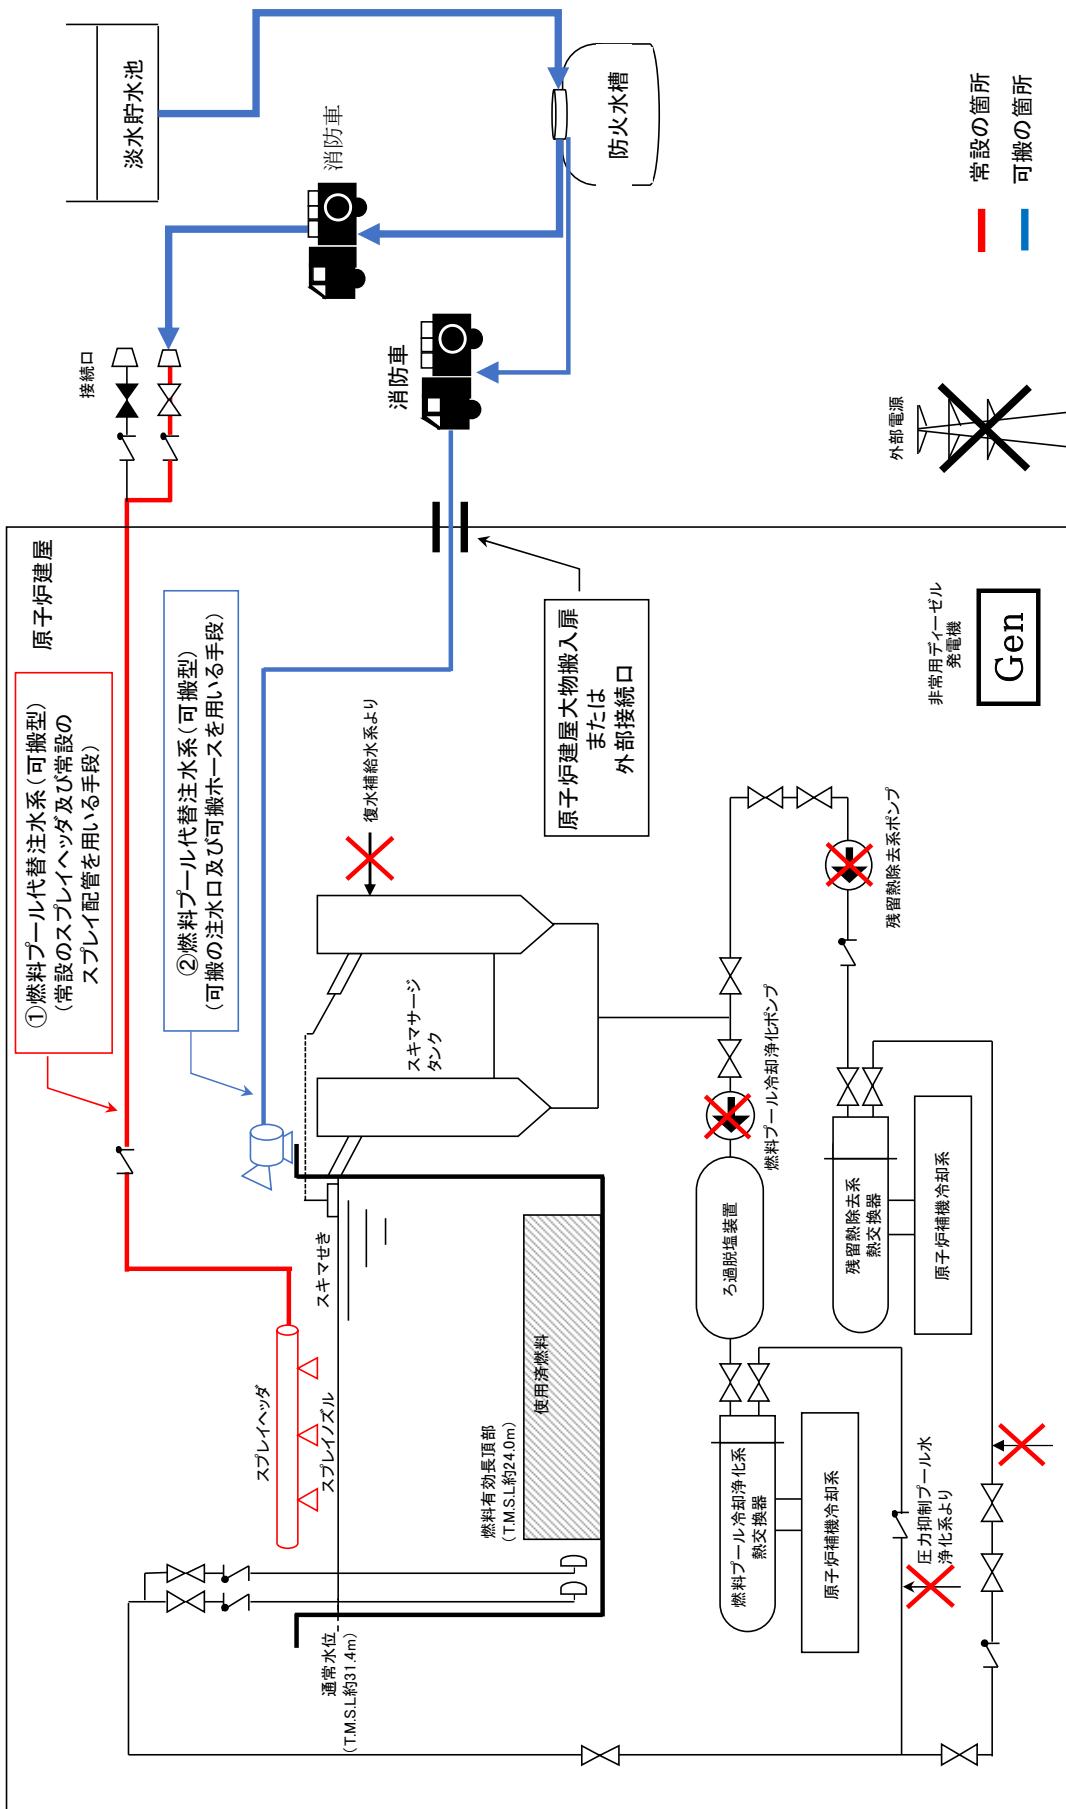 淡水貯水池
消防車
防火水槽
消防車
常設の箇所
可搬の箇所
接続口
外部電源
原子炉建屋
①燃料プール代替注水系(可搬型)
(常設のスプレイヘッダ及び常設の
スプレイ配管を用いる手段)
②燃料プール代替注水系(可搬型)
(可搬の注水口及び可搬ホースを用いる手段)
原子炉建屋大物搬入扉
または
外部接続口
非常用ディーゼル
発電機
Gen
復水補給水系より
スキマサージ
タンク
残留熱除去系ポンプ
燃料プール冷却浄化ポンプ
スキマせき
ろ過脱塩装置
残留熱除去系
熱交換器
原子炉補機冷却系
スプレイヘッダ
スプレイノズル
使用済燃料
燃料有効長頂部
(T.M.S.L約24.0m)
燃料プール冷却浄化系
熱交換器
原子炉補機冷却系
圧力抑制プール水
浄化系より
通常水位
(T.M.S.L約31.4m)